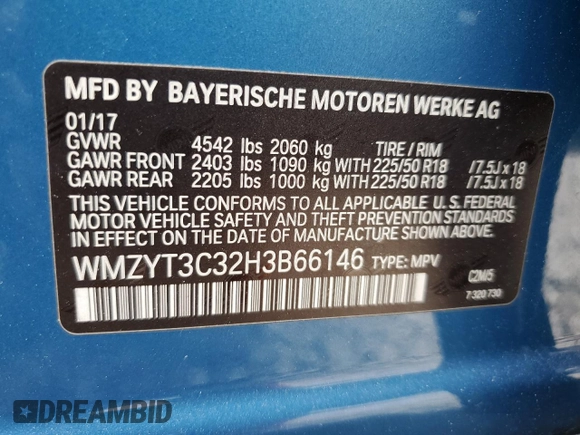 MFD BY BAYERISCHE MOTOREN WERKE AG
01/17
GVWR 4542 lbs 2060 kg TIRE / RIM
GAWR FRONT 2403 lbs 1090 kg WITH 225/50 R18 /7.5J x 18
GAWR REAR 2205 lbs 1000 kg WITH 225/50 R18 /7.5J x 18
THIS VEHICLE CONFORMS TO ALL APPLICABLE U. S. FEDERAL
MOTOR VEHICLE SAFETY AND THEFT PREVENTION STANDARDS
IN EFFECT ON THE DATE OF MANUFACTURE SHOWN ABOVE.
WMZYT3C32H3B66146 TYPE: MPV
C2M/5
7 320 730
DREAMBID